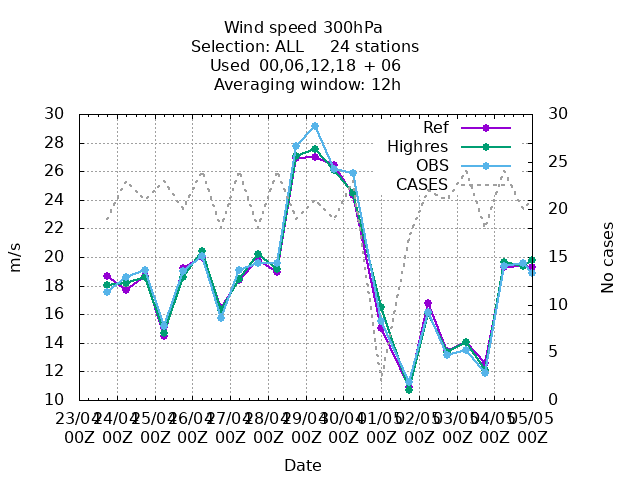 Wind speed 300hPa
Selection: ALL 24 stations
Used 00,06,12,18 + 06
Averaging window: 12h
30 30
28
26
24
22
20
18
16
14
12
10
25
20
15
10
5
0
Ref
Highres
OBS
CASES
m/s
No cases
23/04 24/04 25/04 26/04 27/04 28/04 29/04 30/04 01/05 02/05 03/05 04/05 05/05
00Z 00Z 00Z 00Z 00Z 00Z 00Z 00Z 00Z 00Z 00Z 00Z 00Z
Date